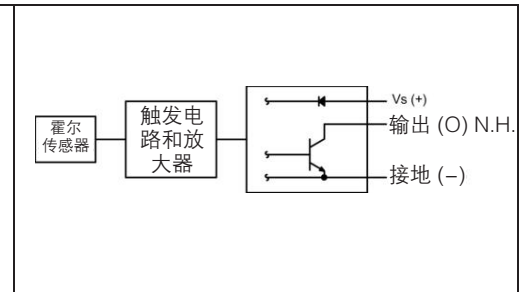 霍尔
传感器
触发电
路和放
大器
Vs (+)
输出 (O) N.H.
接地 (−)